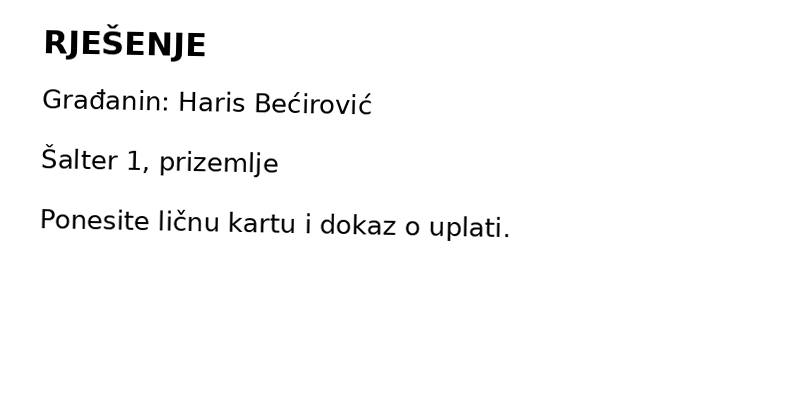 RJEŠENJE
Građanin: Haris Bećirović
Šalter 1, prizemlje
Ponesite ličnu kartu i dokaz o uplati.